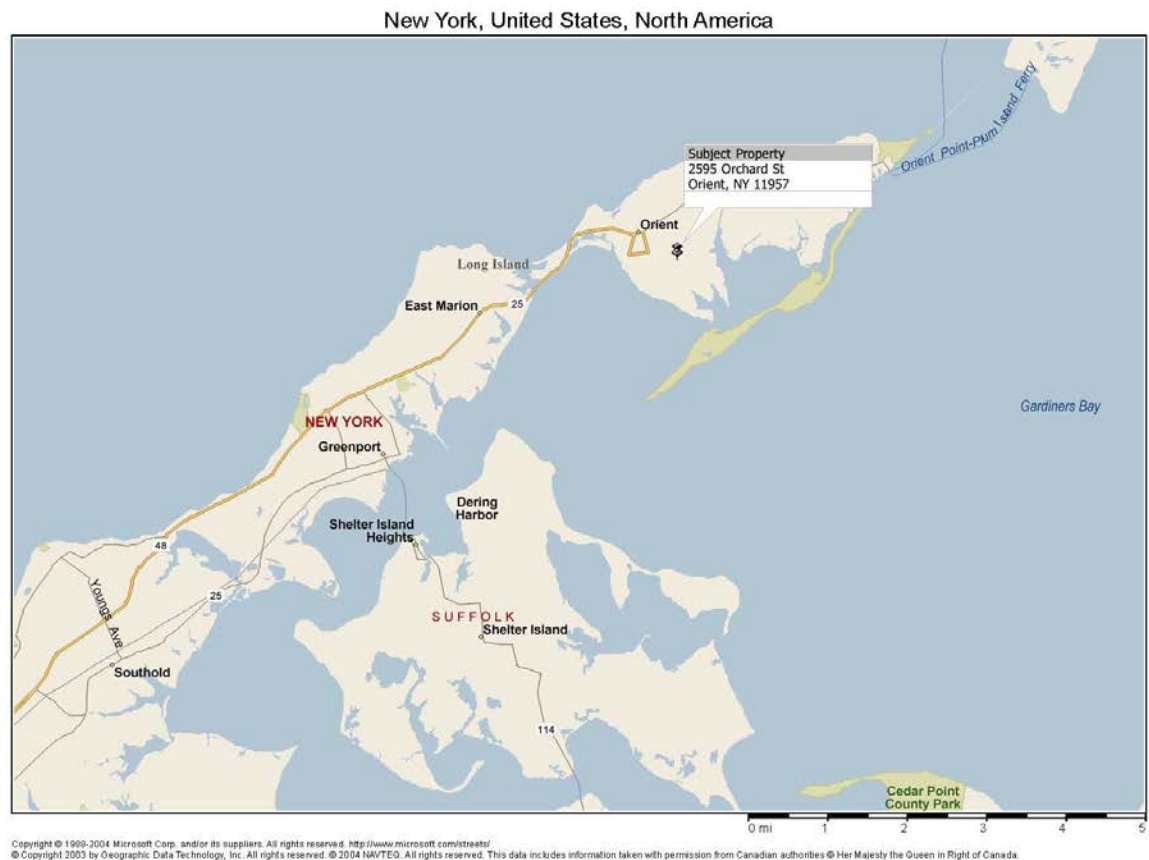 New York, United States, North America
Orient Point-Plum Island Ferry
Subject Property
2595 Orchard St
Orient, NY 11957
Orient
Long Island
East Marion
25
Gardiners Bay
NEW YORK
Greenport
Dering
Harbor
Shelter Island
Heights
48
Youngs Ave
25
SUFFOLK
Shelter Island
Southold
114
Cedar Point
County Park
0 mi 1 2 3 4 5
Copyright © 1988-2004 Microsoft Corp. and/or its suppliers. All rights reserved. http://www.microsoft.com/streets/
© Copyright 2003 by Geographic Data Technology, Inc. All rights reserved. © 2004 NAVTEQ. All rights reserved. This data includes information taken with permission from Canadian authorities © Her Majesty the Queen in Right of Canada.